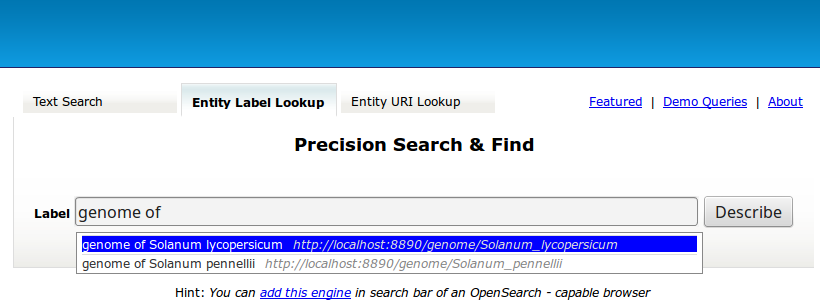 Text Search
Entity Label Lookup
Entity URI Lookup
Featured | Demo Queries | About
Precision Search & Find
Label genome of Describe
genome of Solanum lycopersicum http://localhost:8890/genome/Solanum_lycopersicum
genome of Solanum pennellii http://localhost:8890/genome/Solanum_pennellii
Hint: You can add this engine in search bar of an OpenSearch - capable browser